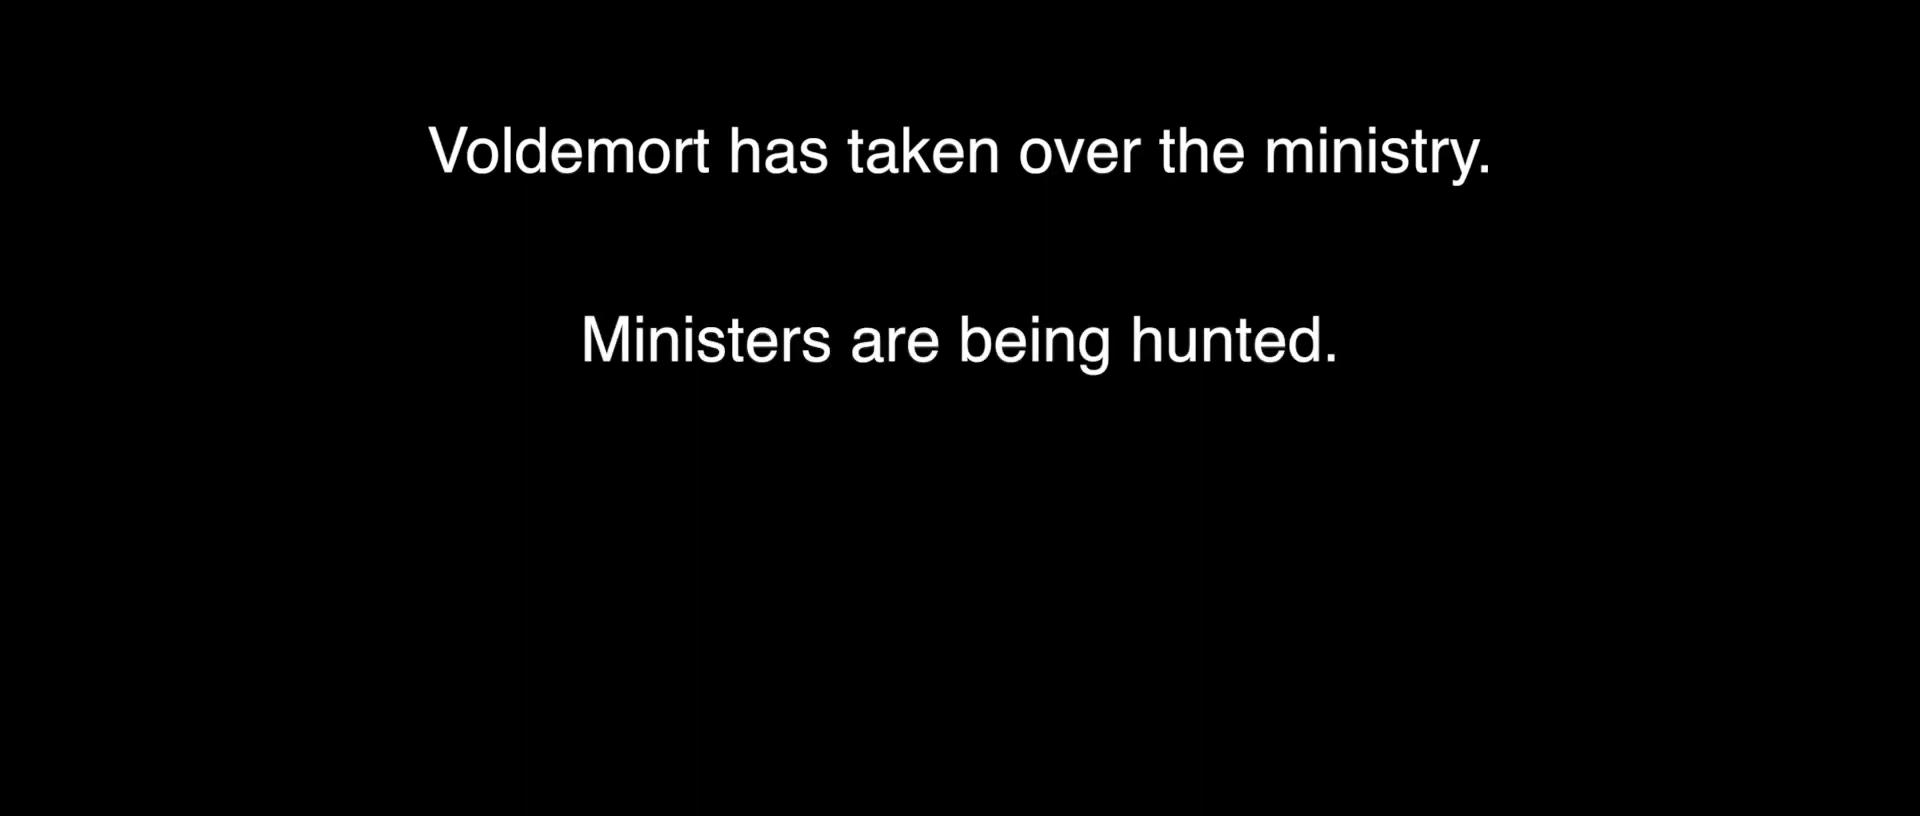 Voldemort has taken over the ministry.
Ministers are being hunted.